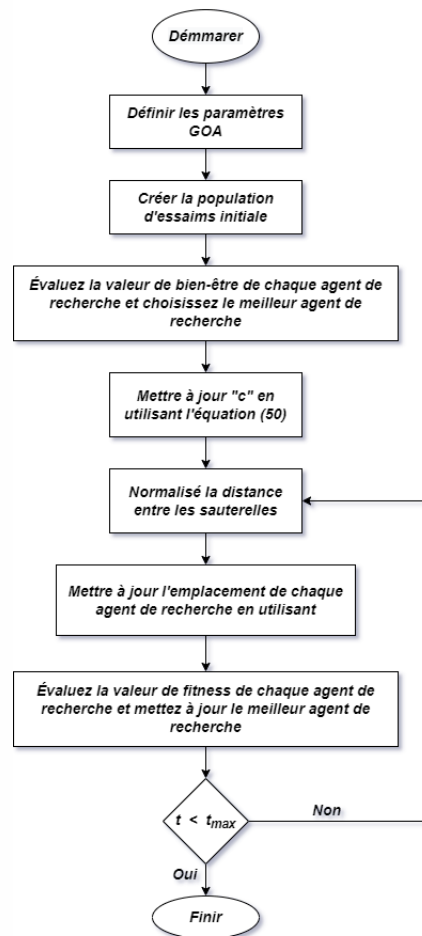 Démmarer
Définir les paramètres
GOA
Créer la population
d'essaims initiale
Évaluez la valeur de bien-être de chaque agent de
recherche et choisissez le meilleur agent de
recherche
Mettre à jour "c" en
utilisant l'équation (50)
Normalisé la distance
entre les sauterelles
Mettre à jour l'emplacement de chaque
agent de recherche en utilisant
Évaluez la valeur de fitness de chaque agent de
recherche et mettez à jour le meilleur agent de
recherche
t < tmax
Non
Oui
Finir